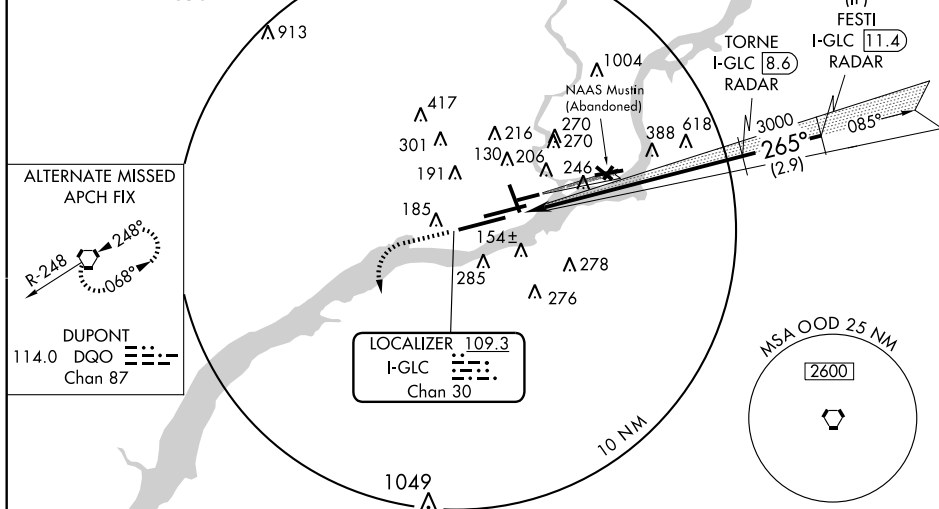 913
1004
NAAS Mustin
(Abandoned)
417
301
216
270
270
130
206
191
246
388
618
185
154±
285
278
276
TORNE
I-GLC 8.6
RADAR
FESTI
I-GLC 11.4
RADAR
3000
265°
(2.9)
085°
ALTERNATE MISSED
APCH FIX
248°
R-248
068°
DUPONT
114.0 DQO
Chan 87
LOCALIZER 109.3
I-GLC
Chan 30
10 NM
1049
MSA OOD 25 NM
2600